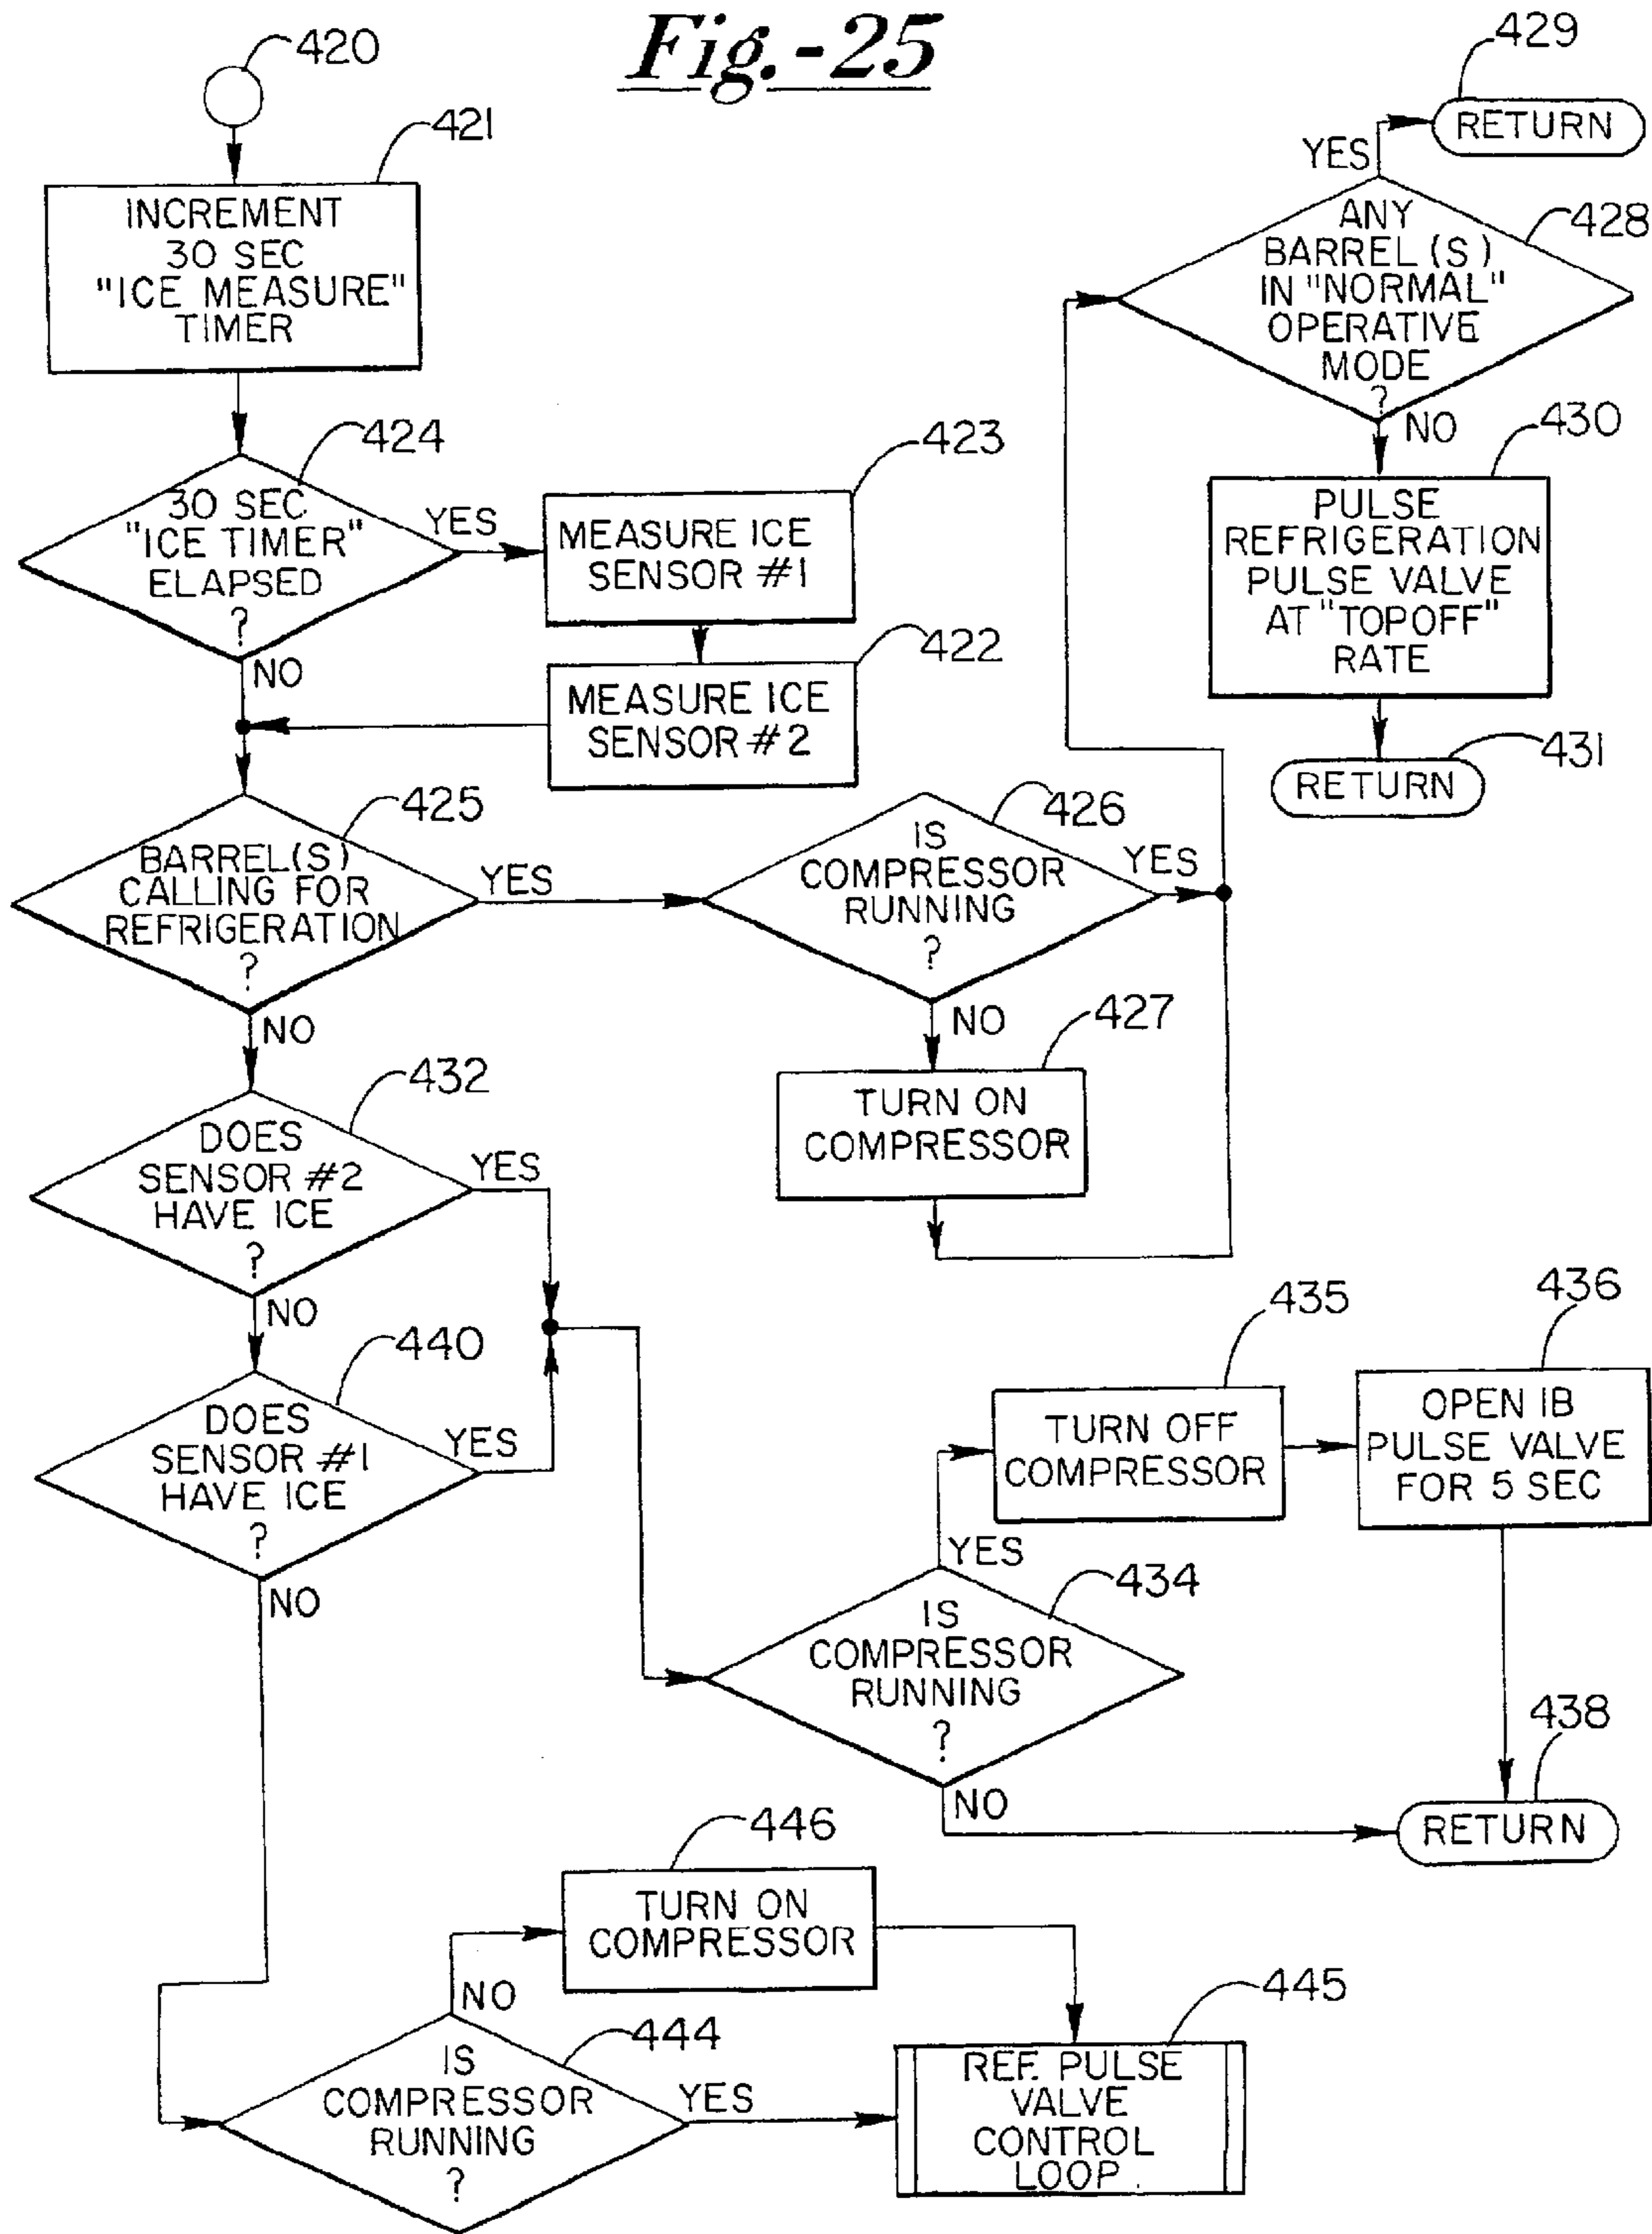 Fig.-25
420
421
INCREMENT
30 SEC
"ICE MEASURE"
TIMER
424
30 SEC
"ICE TIMER"
ELAPSED
?
YES
NO
423
MEASURE ICE
SENSOR #1
422
MEASURE ICE
SENSOR #2
425
BARREL(S)
CALLING FOR
REFRIGERATION
?
YES
NO
426
IS
COMPRESSOR
RUNNING
?
YES
NO
427
TURN ON
COMPRESSOR
429
RETURN
YES
428
ANY
BARREL(S)
IN "NORMAL"
OPERATIVE
MODE
?
NO
430
PULSE
REFRIGERATION
PULSE VALVE
AT "TOPOFF"
RATE
431
RETURN
432
DOES
SENSOR #2
HAVE ICE
?
YES
NO
440
DOES
SENSOR #1
HAVE ICE
?
YES
NO
435
TURN OFF
COMPRESSOR
436
OPEN IB
PULSE VALVE
FOR 5 SEC
YES
434
IS
COMPRESSOR
RUNNING
?
NO
438
RETURN
446
TURN ON
COMPRESSOR
NO
444
IS
COMPRESSOR
RUNNING
?
YES
445
REF. PULSE
VALVE
CONTROL
LOOP